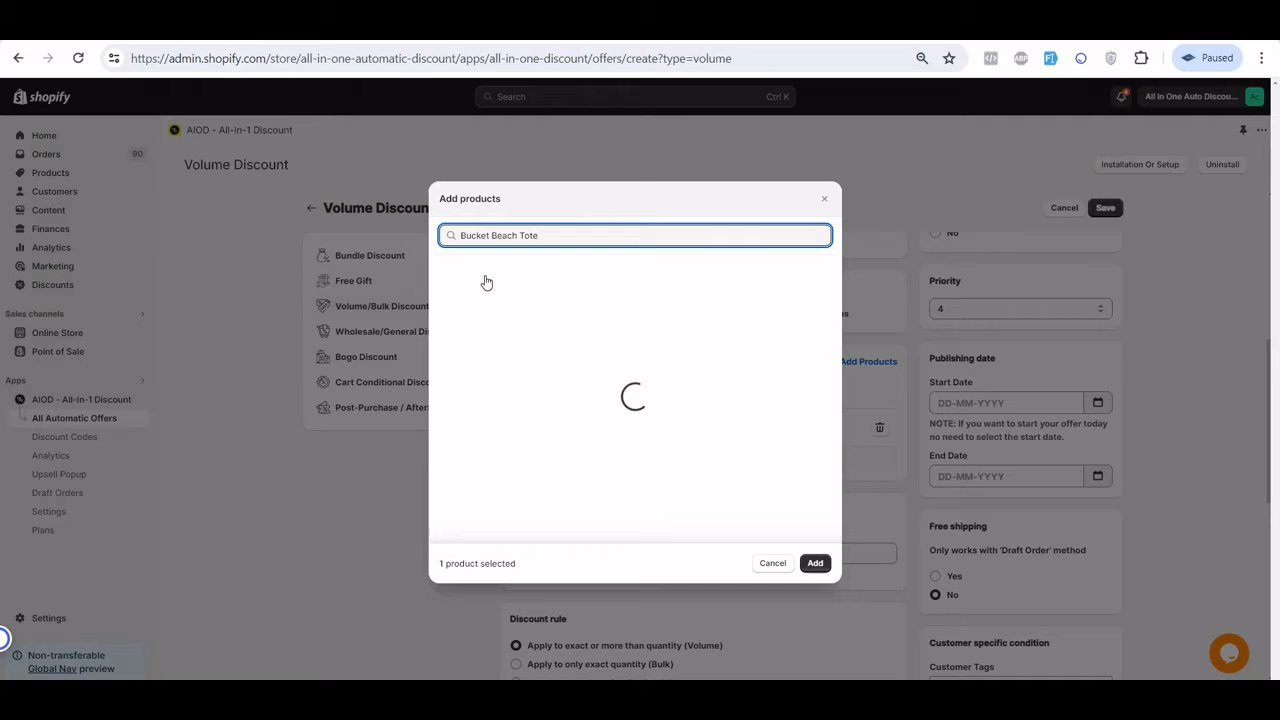 https://admin.shopify.com/store/all-in-one-automatic-discount/apps/all-in-one-discount/offers/create?type=volume
ABP
Paused
shopify
Search
Ctrl K
All in One Auto Discou...
Ac
Home
Orders
90
Products
Customers
Content
Finances
Analytics
Marketing
Discounts
Sales channels
Online Store
Point of Sale
Apps
AIOD - All-in-1 Discount
All Automatic Offers
Discount Codes
Analytics
Upsell Popup
Draft Orders
Settings
Plans
Settings
Non-transferable
Global Nav preview
AIOD - All-in-1 Discount
Volume Discount
Installation Or Setup
Uninstall
Volume Discoun
Cancel
Save
Bundle Discount
Free Gift
Volume/Bulk Discount
Wholesale/General Di
Bogo Discount
Cart Conditional Disco
Post-Purchase / After
Add products
Bucket Beach Tote
1 product selected
Cancel
Add
Add Products
Discount rule
Apply to exact or more than quantity (Volume)
Apply to only exact quantity (Bulk)
No
Priority
4
Publishing date
Start Date
DD-MM-YYYY
NOTE: If you want to start your offer today
no need to select the start date.
End Date
DD-MM-YYYY
Free shipping
Only works with 'Draft Order' method
Yes
No
Customer specific condition
Customer Tags